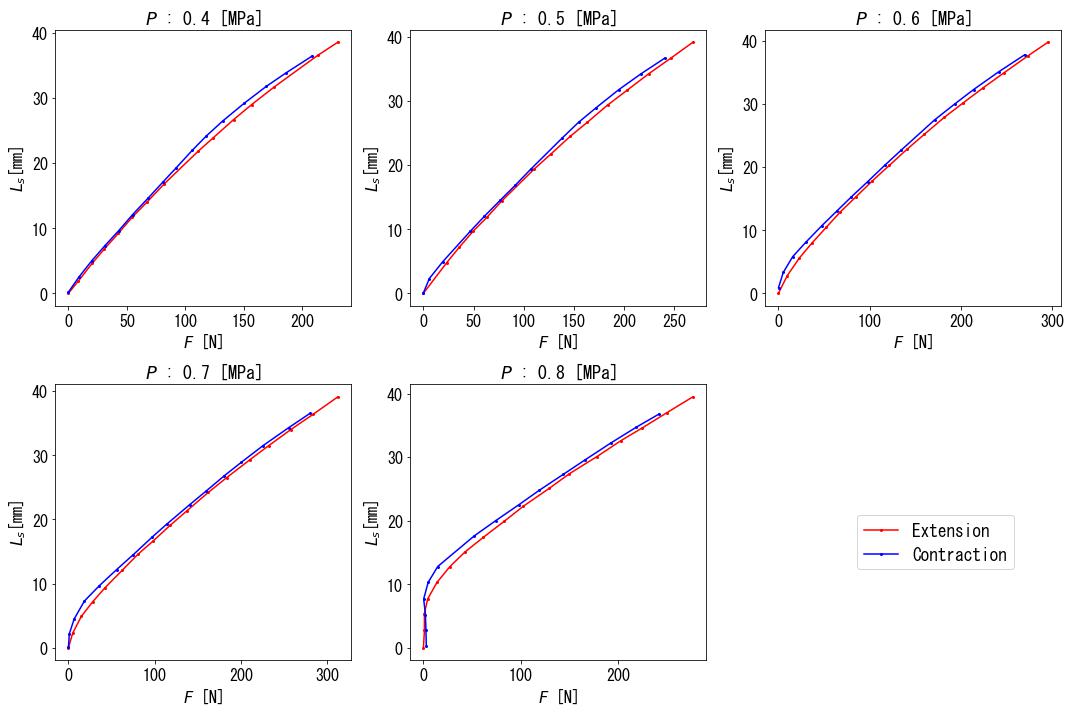 P : 0.4 [MPa]
P : 0.5 [MPa]
P : 0.6 [MPa]
40
30
20
10
0
Ls[mm]
0 50 100 150 200
F [N]
40
30
20
10
0
Ls[mm]
0 50 100 150 200 250
F [N]
40
30
20
10
0
Ls[mm]
0 100 200 300
F [N]
P : 0.7 [MPa]
P : 0.8 [MPa]
40
30
20
10
0
Ls[mm]
0 100 200 300
F [N]
40
30
20
10
0
Ls[mm]
0 100 200
F [N]
Extension
Contraction